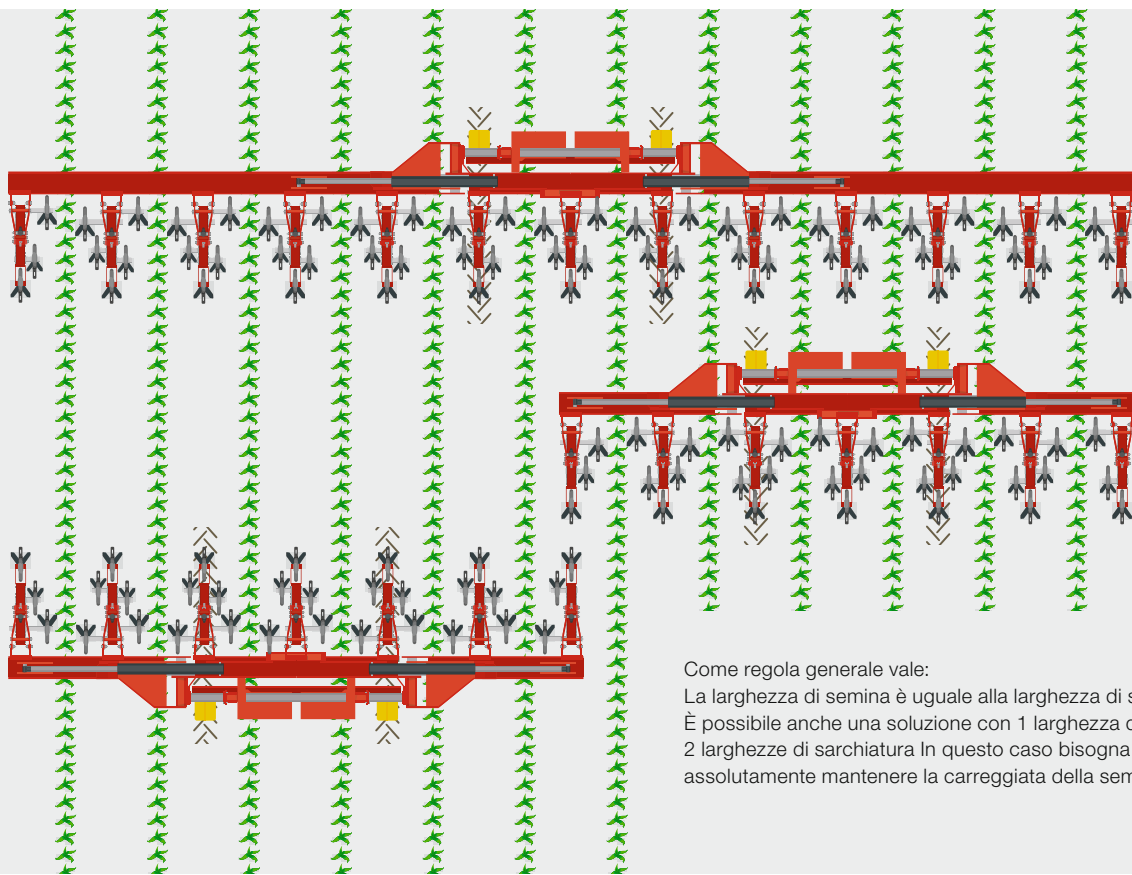 Come regola generale vale:
La larghezza di semina è uguale alla larghezza di
È possibile anche una soluzione con 1 larghezza
2 larghezze di sarchiatura In questo caso bisogna
assolutamente mantenere la carreggiata della